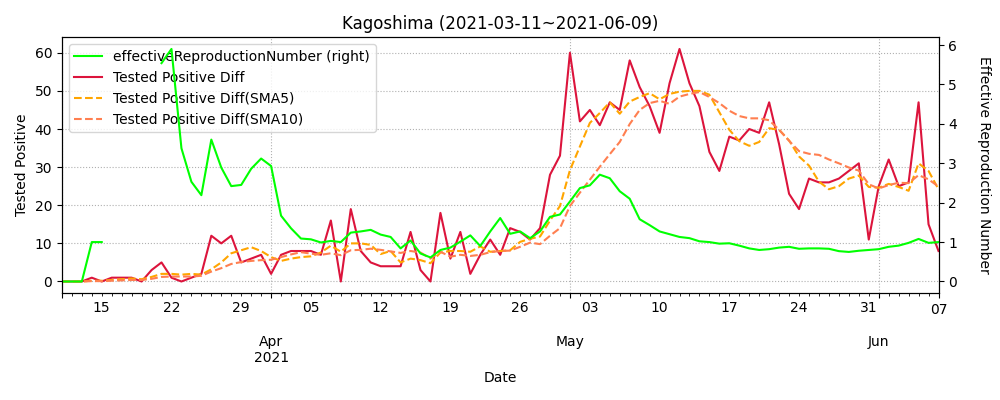 Kagoshima (2021-03-11~2021-06-09)
effectiveReproductionNumber (right)
Tested Positive Diff
Tested Positive Diff(SMA5)
Tested Positive Diff(SMA10)
Tested Positive
60
50
40
30
20
10
0
6
5
4
3
2
1
0
Effective Reproduction Number
15 22 29 05 12 19 26 03 10 17 24 31 07
Apr May Jun
2021
Date